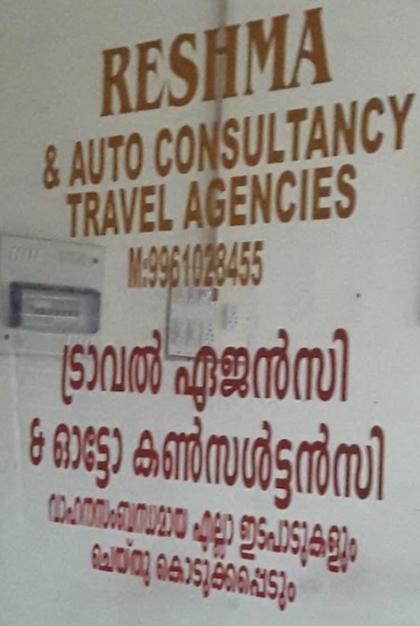 RESHMA
& AUTO CONSULTANCY
TRAVEL AGENCIES
M:9961028455
ട്രാവൽ ഏജൻസി
& ഓട്ടോ കൺസൾട്ടൻസി
വാഹനസംബന്ധമായ എല്ലാ ഇടപാടുകളും
ചെയ്തു കൊടുക്കപ്പെടും